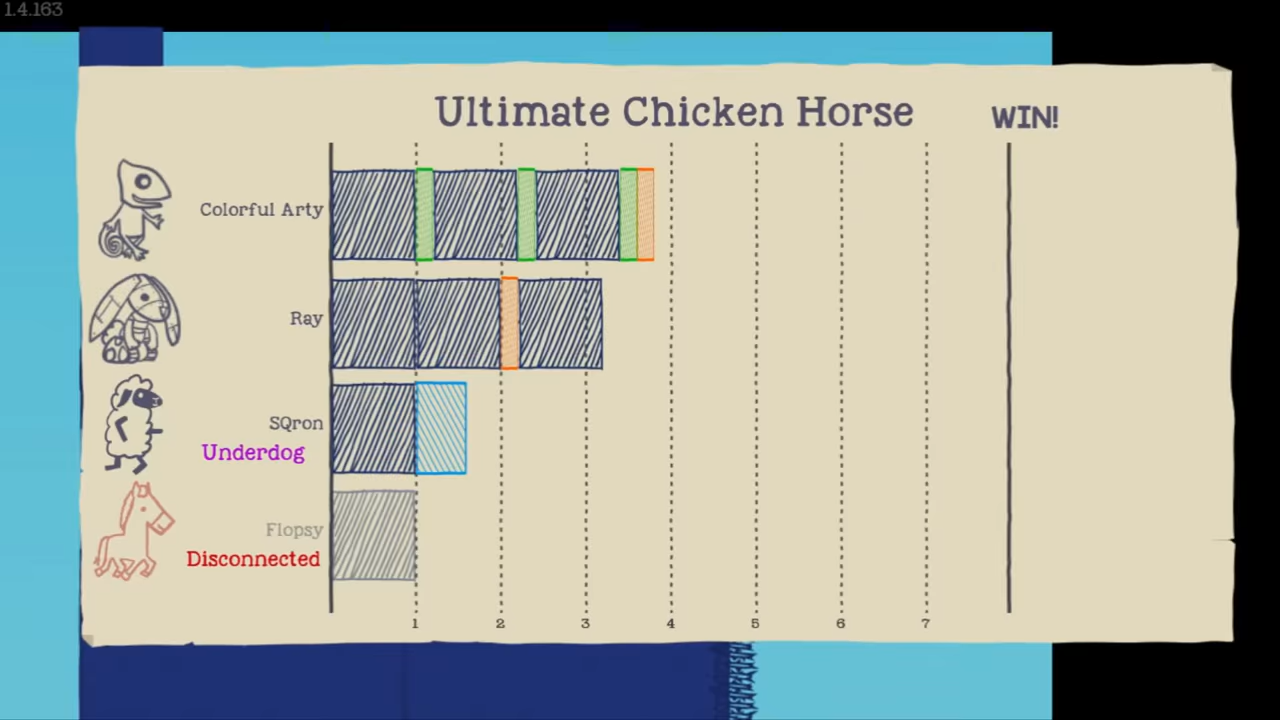 1.4.163
Ultimate Chicken Horse
WIN!
Colorful Arty
Ray
SQron
Underdog
Flopsy
Disconnected
1 2 3 4 5 6 7